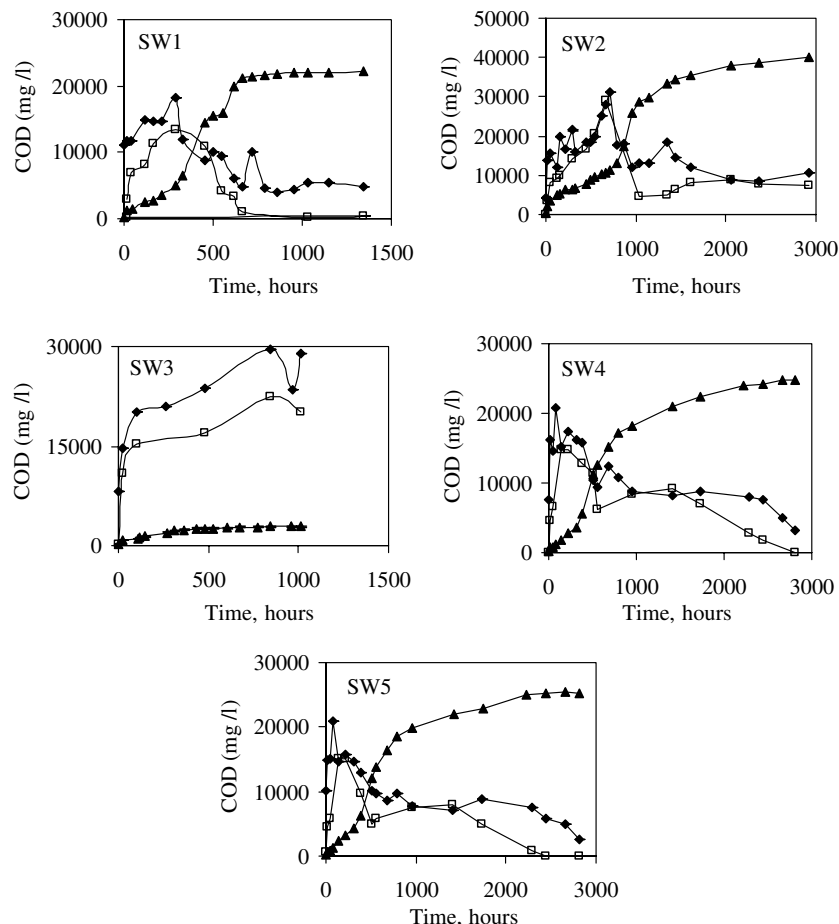 SW1
COD (mg /l)
30000
20000
10000
0
0 500 1000 1500
Time, hours
SW2
COD (mg /l)
50000
40000
30000
20000
10000
0
0 1000 2000 3000
Time, hours
SW3
COD (mg /l)
30000
15000
0
0 500 1000 1500
Time, hours
SW4
COD (mg /l)
30000
20000
10000
0
0 1000 2000 3000
Time, hours
SW5
COD (mg /l)
30000
20000
10000
0
0 1000 2000 3000
Time, hours